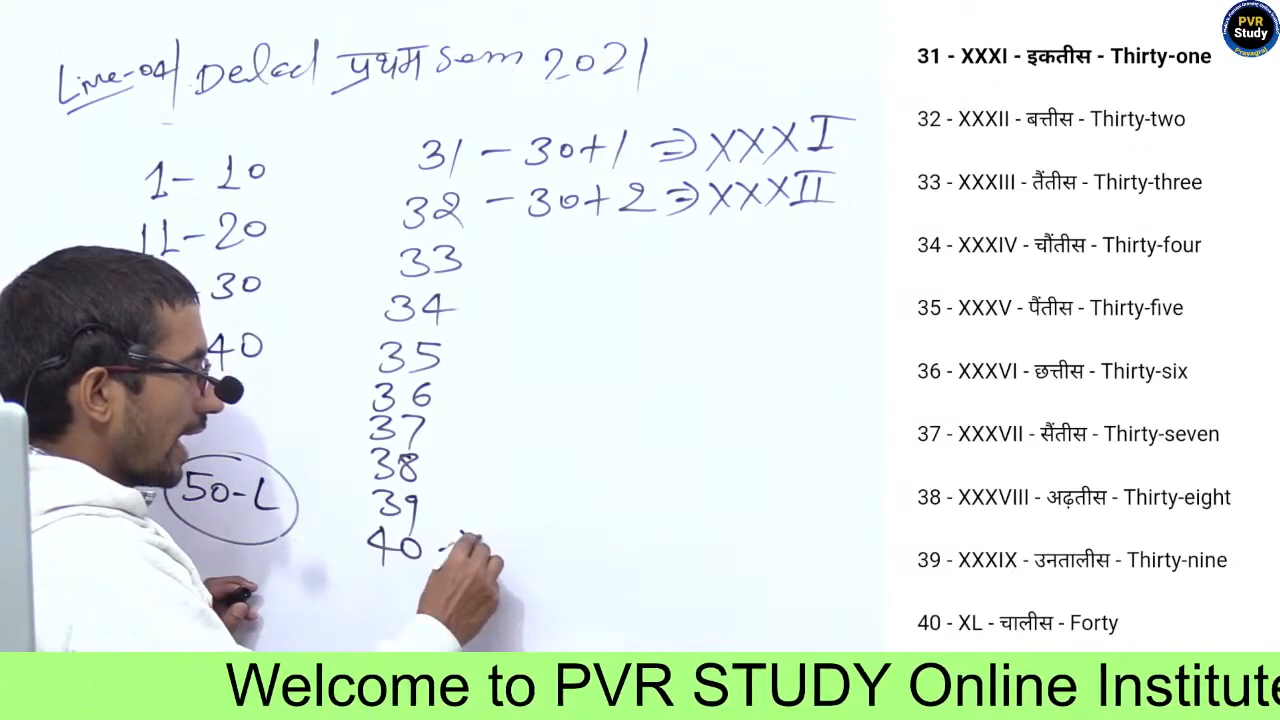 Live-04 Deled प्रथम Sem 2021
1 - 10
11 - 20
30
40
50-L
31 - 30+1 ⇒ XXXI
32 - 30+2 ⇒ XXXII
33
34
35
36
37
38
39
40 -
PVR
Study
Prayagraj
31 - XXXI - इकतीस - Thirty-one
32 - XXXII - बत्तीस - Thirty-two
33 - XXXIII - तैंतीस - Thirty-three
34 - XXXIV - चौंतीस - Thirty-four
35 - XXXV - पैंतीस - Thirty-five
36 - XXXVI - छत्तीस - Thirty-six
37 - XXXVII - सैंतीस - Thirty-seven
38 - XXXVIII - अढ़तीस - Thirty-eight
39 - XXXIX - उनतालीस - Thirty-nine
40 - XL - चालीस - Forty
Welcome to PVR STUDY Online Institute